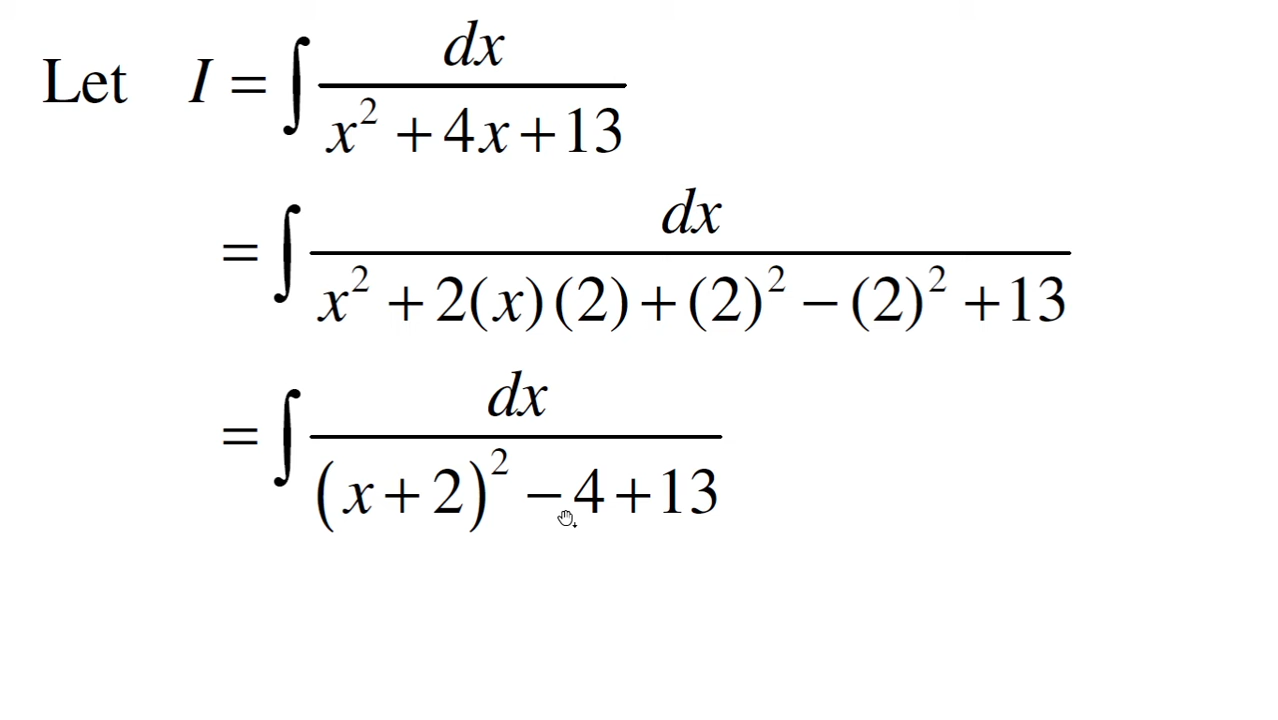 Let I = ∫ dx / (x² + 4x + 13)
= ∫ dx / (x² + 2(x)(2) + (2)² − (2)² + 13)
= ∫ dx / ((x + 2)² − 4 + 13)